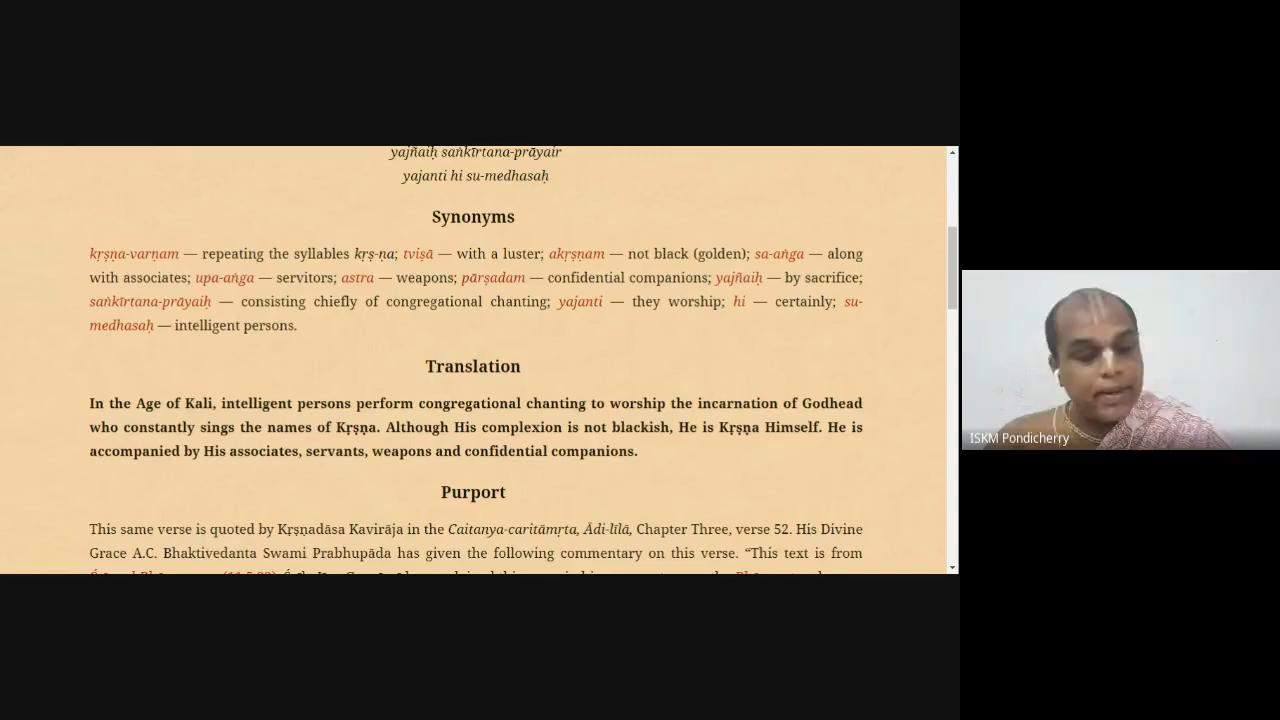 yajñaiḥ saṅkīrtana-prāyair
yajanti hi su-medhasaḥ
Synonyms
kṛṣṇa-varṇam — repeating the syllables kṛṣ-ṇa; tviṣā — with a luster; akṛṣṇam — not black (golden); sa-aṅga — along
with associates; upa-aṅga — servitors; astra — weapons; pārṣadam — confidential companions; yajñaiḥ — by sacrifice;
saṅkīrtana-prāyaiḥ — consisting chiefly of congregational chanting; yajanti — they worship; hi — certainly; su-
medhasaḥ — intelligent persons.
Translation
In the Age of Kali, intelligent persons perform congregational chanting to worship the incarnation of Godhead
who constantly sings the names of Kṛṣṇa. Although His complexion is not blackish, He is Kṛṣṇa Himself. He is
accompanied by His associates, servants, weapons and confidential companions.
Purport
This same verse is quoted by Kṛṣṇadāsa Kavirāja in the Caitanya-caritāmṛta, Ādi-līlā, Chapter Three, verse 52. His Divine
Grace A.C. Bhaktivedanta Swami Prabhupāda has given the following commentary on this verse. “This text is from
ISKM Pondicherry